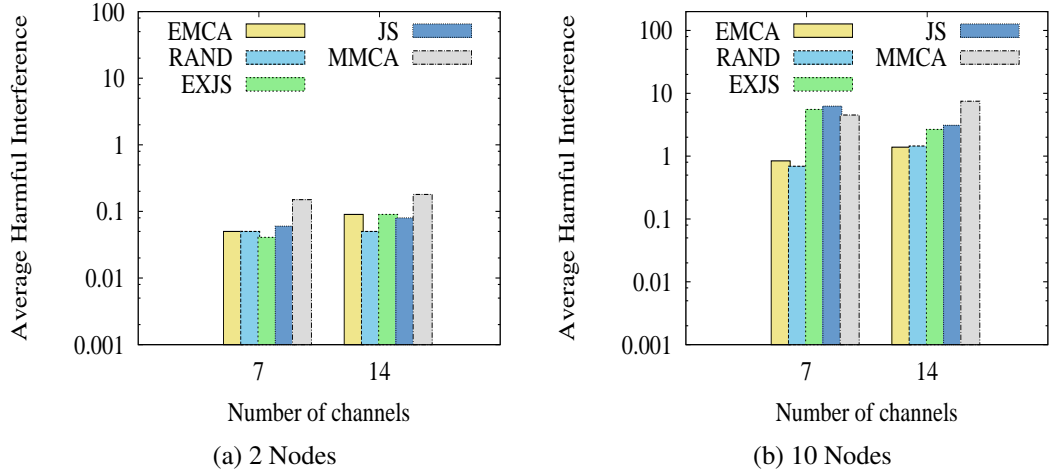 Average Harmful Interference
100
10
1
0.1
0.01
0.001
EMCA
RAND
EXJS
JS
MMCA
7
14
Number of channels
(a) 2 Nodes
Average Harmful Interference
100
10
1
0.1
0.01
0.001
EMCA
RAND
EXJS
JS
MMCA
7
14
Number of channels
(b) 10 Nodes